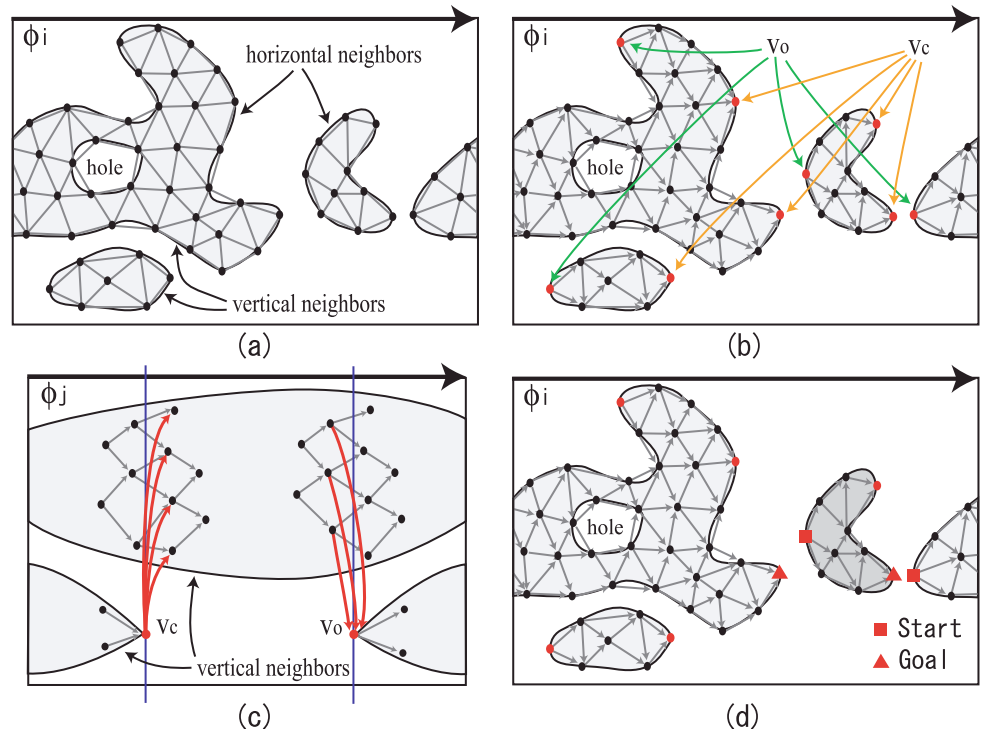 ϕi
horizontal neighbors
hole
vertical neighbors
(a)
ϕi
Vo
Vc
hole
(b)
ϕj
Vc
Vo
vertical neighbors
(c)
ϕi
hole
Start
Goal
(d)